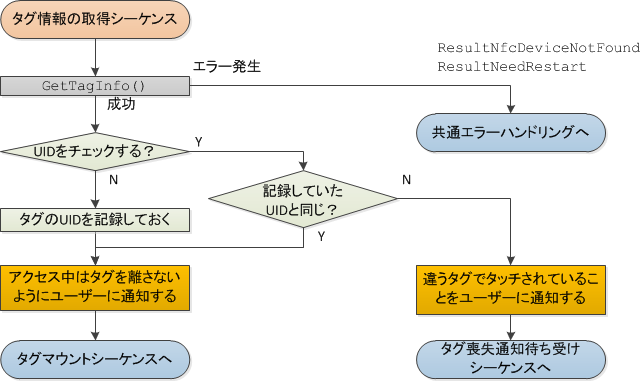 タグ情報の取得シーケンス
エラー発生
ResultNfcDeviceNotFound
ResultNeedRestart
GetTagInfo()
成功
共通エラーハンドリングへ
UIDをチェックする？
Y
N
記録していた
UIDと同じ？
N
Y
タグのUIDを記録しておく
アクセス中はタグを離さない
ようにユーザーに通知する
違うタグでタッチされているこ
とをユーザーに通知する
タグマウントシーケンスへ
タグ喪失通知待ち受け
シーケンスへ